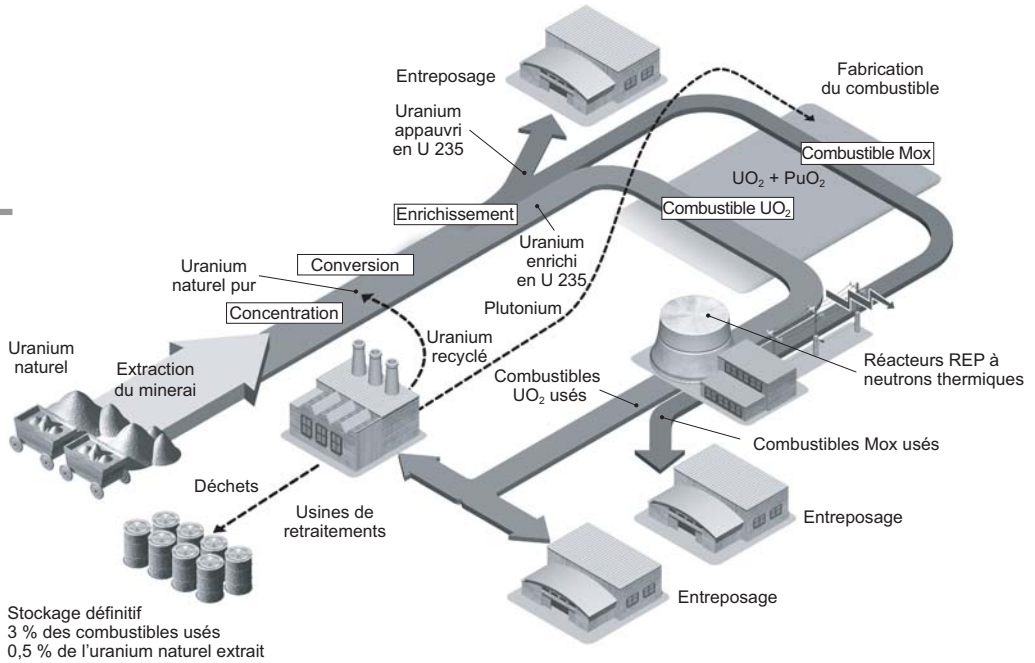 Entreposage
Fabrication
du combustible
Uranium
appauvri
en U 235
Combustible Mox
UO₂ + PuO₂
Combustible UO₂
Enrichissement
Uranium
enrichi
en U 235
Uranium
naturel pur
Conversion
Concentration
Plutonium
Uranium
recyclé
Uranium
naturel
Extraction
du minerai
Combustibles
UO₂ usés
Réacteurs REP à
neutrons thermiques
Combustibles Mox usés
Déchets
Usines de
retraitements
Entreposage
Entreposage
Stockage définitif
3 % des combustibles usés
0,5 % de l'uranium naturel extrait